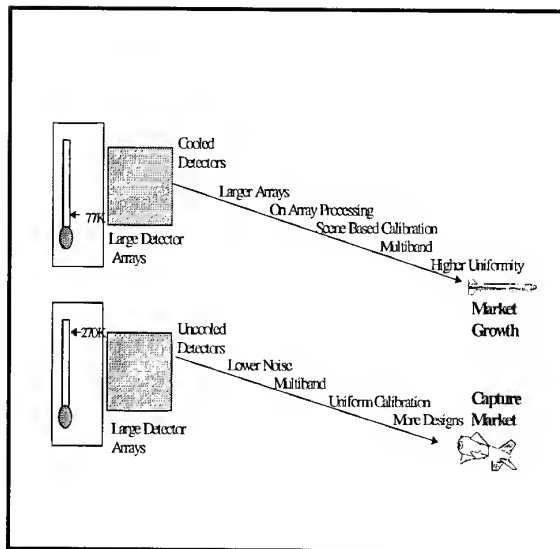 Cooled
Detectors
77K
Large Detector
Arrays
Larger Arrays
On Array Processing
Scene Based Calibration
Multiband
Higher Uniformity
Market
Growth
270K
Uncooled
Detectors
Large Detector
Arrays
Lower Noise
Multiband
Uniform Calibration
More Designs
Capture
Market